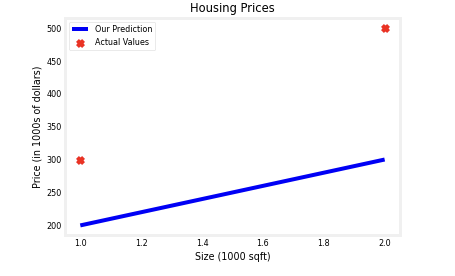 Housing Prices
Our Prediction
Actual Values
Price (in 1000s of dollars)
500
450
400
350
300
250
200
1.0 1.2 1.4 1.6 1.8 2.0
Size (1000 sqft)